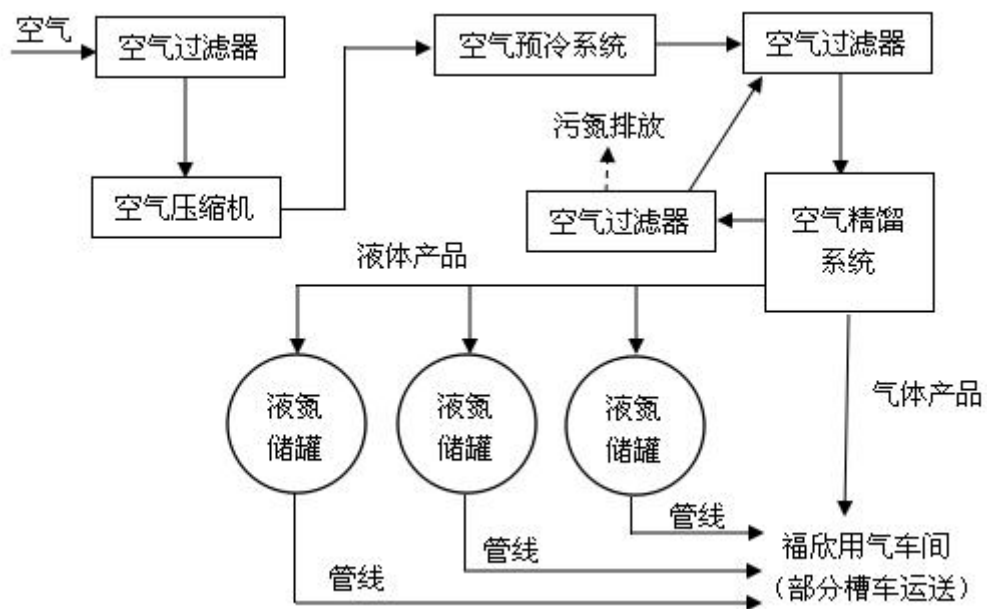 空气
空气过滤器
空气预冷系统
空气过滤器
污氮排放
空气压缩机
空气过滤器
空气精馏
系统
液体产品
液氮
储罐
液氮
储罐
液氮
储罐
气体产品
管线
管线
管线
福欣用气车间
（部分槽车运送）